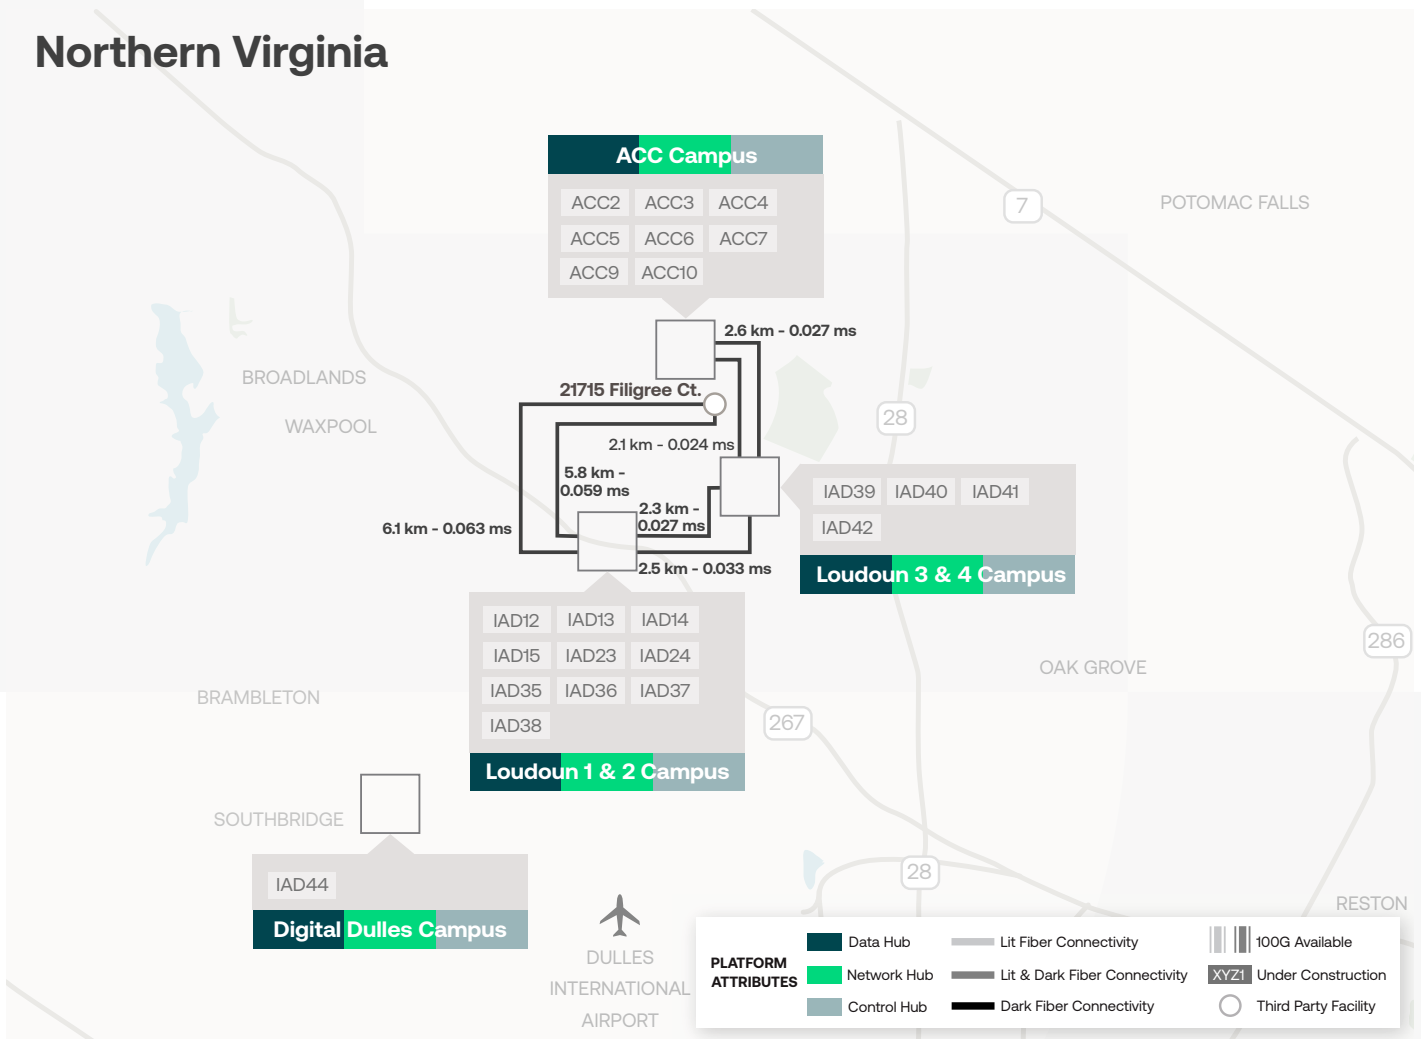 Northern Virginia
ACC Campus
ACC2 ACC3 ACC4
ACC5 ACC6 ACC7
ACC9 ACC10
7
POTOMAC FALLS
2.6 km - 0.027 ms
BROADLANDS
21715 Filigree Ct.
28
WAXPOOL
2.1 km - 0.024 ms
5.8 km -
0.059 ms
IAD39 IAD40 IAD41
IAD42
2.3 km -
0.027 ms
6.1 km - 0.063 ms
2.5 km - 0.033 ms
Loudoun 3 & 4 Campus
IAD12 IAD13 IAD14
IAD15 IAD23 IAD24
IAD35 IAD36 IAD37
IAD38
Loudoun 1 & 2 Campus
286
OAK GROVE
BRAMBLETON
267
SOUTHBRIDGE
IAD44
Digital Dulles Campus
28
RESTON
DULLES
INTERNATIONAL
AIRPORT
PLATFORM
ATTRIBUTES
Data Hub
Network Hub
Control Hub
Lit Fiber Connectivity
Lit & Dark Fiber Connectivity
Dark Fiber Connectivity
100G Available
XYZ1 Under Construction
Third Party Facility